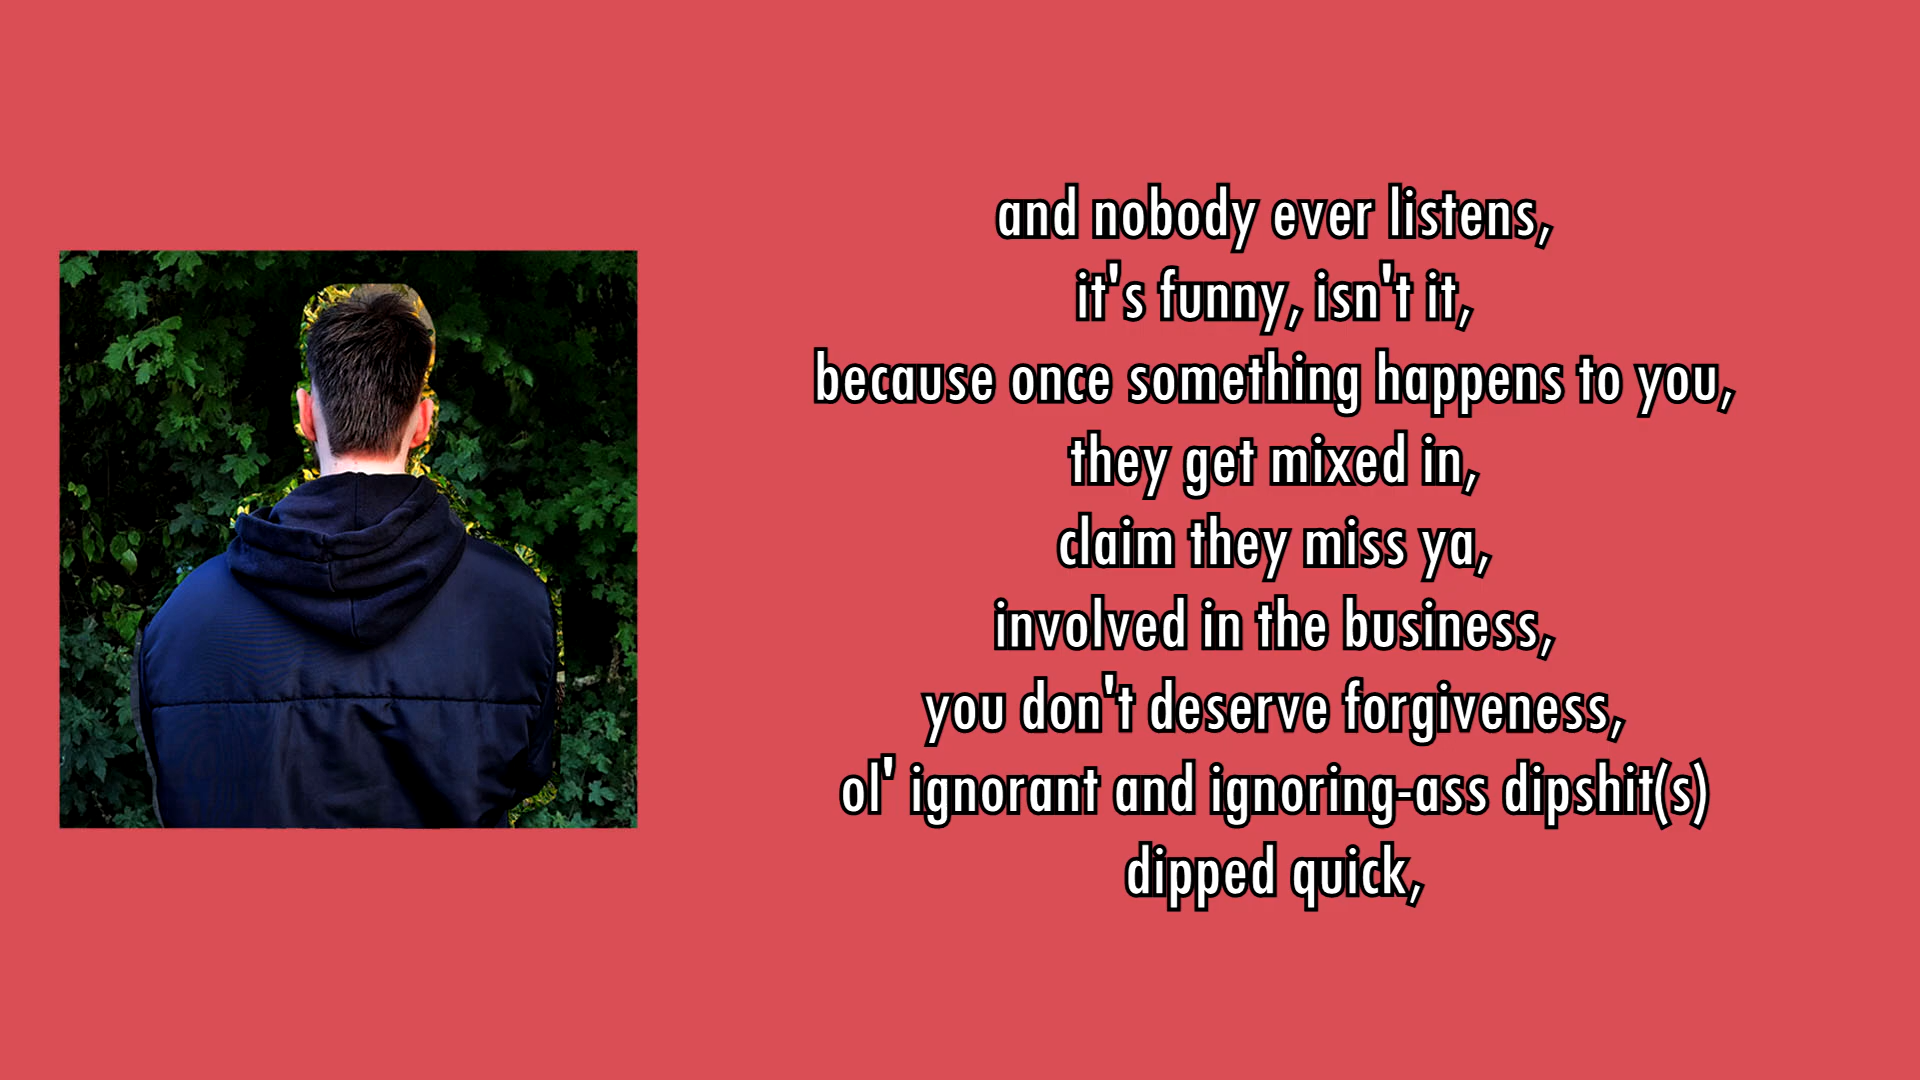 and nobody ever listens,
it's funny, isn't it,
because once something happens to you,
they get mixed in,
claim they miss ya,
involved in the business,
you don't deserve forgiveness,
ol' ignorant and ignoring-ass dipshit(s)
dipped quick,